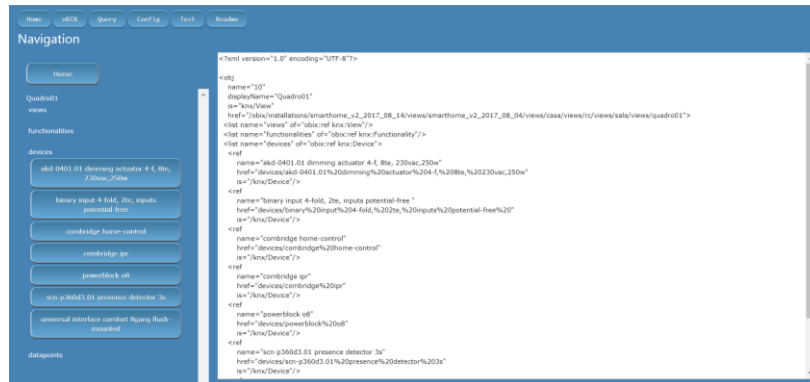 Home oBIX Query Config Test Readme
Navigation
Home
Quadro01
views
functionalities
devices
akd-0401.01 dimming actuator 4-f, 8te,
230vac,250w
binary input 4-fold, 2te, inputs
potential-free
combridge home-control
combridge ipr
powerblock o8
scn-p360d3.01 presence detector 3s
universal interface comfort 8gang flush-
mounted
datapoints
<?xml version="1.0" encoding="UTF-8"?>
<obj
name="10"
displayName="Quadro01"
is="knx/View"
href="/obix/installations/smarthome_v2_2017_08_14/views/smarthome_v2_2017_08_04/views/casa/views/rc/views/sala/views/quadro01">
<list name="views" of="obix:ref knx:View"/>
<list name="functionalities" of="obix:ref knx:Functionality"/>
<list name="devices" of="obix:ref knx:Device">
<ref
name="akd-0401.01 dimming actuator 4-f, 8te, 230vac,250w"
href="devices/akd-0401.01%20dimming%20actuator%204-f,%208te,%20230vac,250w"
is="/knx/Device"/>
<ref
name="binary input 4-fold, 2te, inputs potential-free "
href="devices/binary%20input%204-fold,%202te,%20inputs%20potential-free%20"
is="/knx/Device"/>
<ref
name="combridge home-control"
href="devices/combridge%20home-control"
is="/knx/Device"/>
<ref
name="combridge ipr"
href="devices/combridge%20ipr"
is="/knx/Device"/>
<ref
name="powerblock o8"
href="devices/powerblock%20o8"
is="/knx/Device"/>
<ref
name="scn-p360d3.01 presence detector 3s"
href="devices/scn-p360d3.01%20presence%20detector%203s"
is="/knx/Device"/>